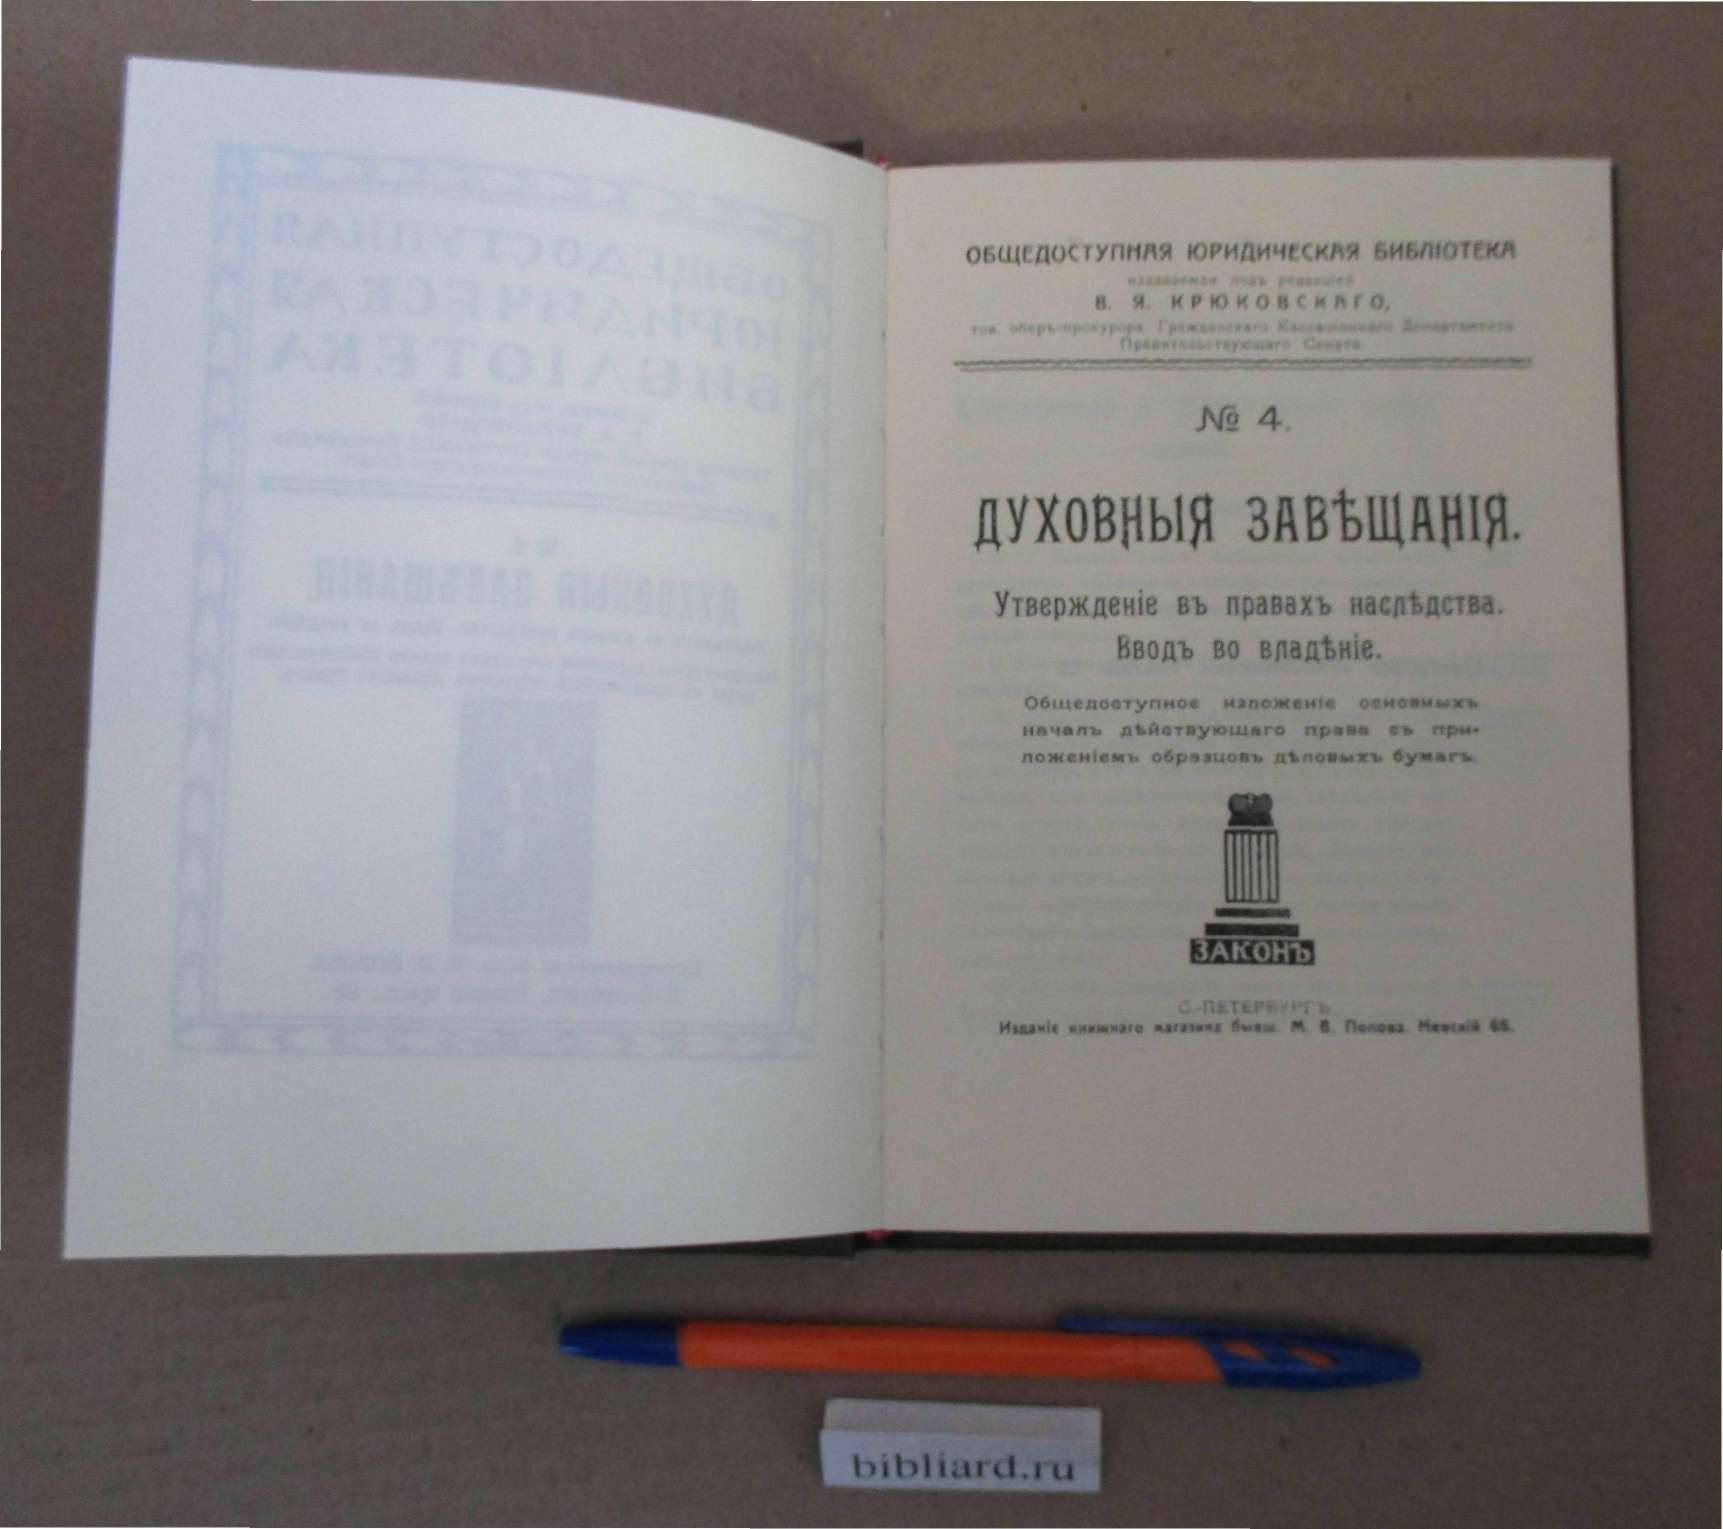 ОБЩЕДОСТУПНАЯ ЮРИДИЧЕСКАЯ БИБЛІОТЕКА
издаваемая подъ редакціей
В. Я. КРЮКОВСКАГО,
тов. оберъ-прокурора Гражданскаго Кассаціоннаго Департамента
Правительствующаго Сената.
№ 4.
ДУХОВНЫЯ ЗАВѢЩАНІЯ.
Утвержденіе въ правахъ наслѣдства.
Вводъ во владѣніе.
Общедоступное изложеніе основныхъ
началъ дѣйствующаго права съ при-
ложеніемъ образцовъ дѣловыхъ бумагъ.
ЗАКОНЪ
С.-ПЕТЕРБУРГЪ
Изданіе книжнаго магазина бывш. М. В. Попова. Невскій 66.
bibliard.ru